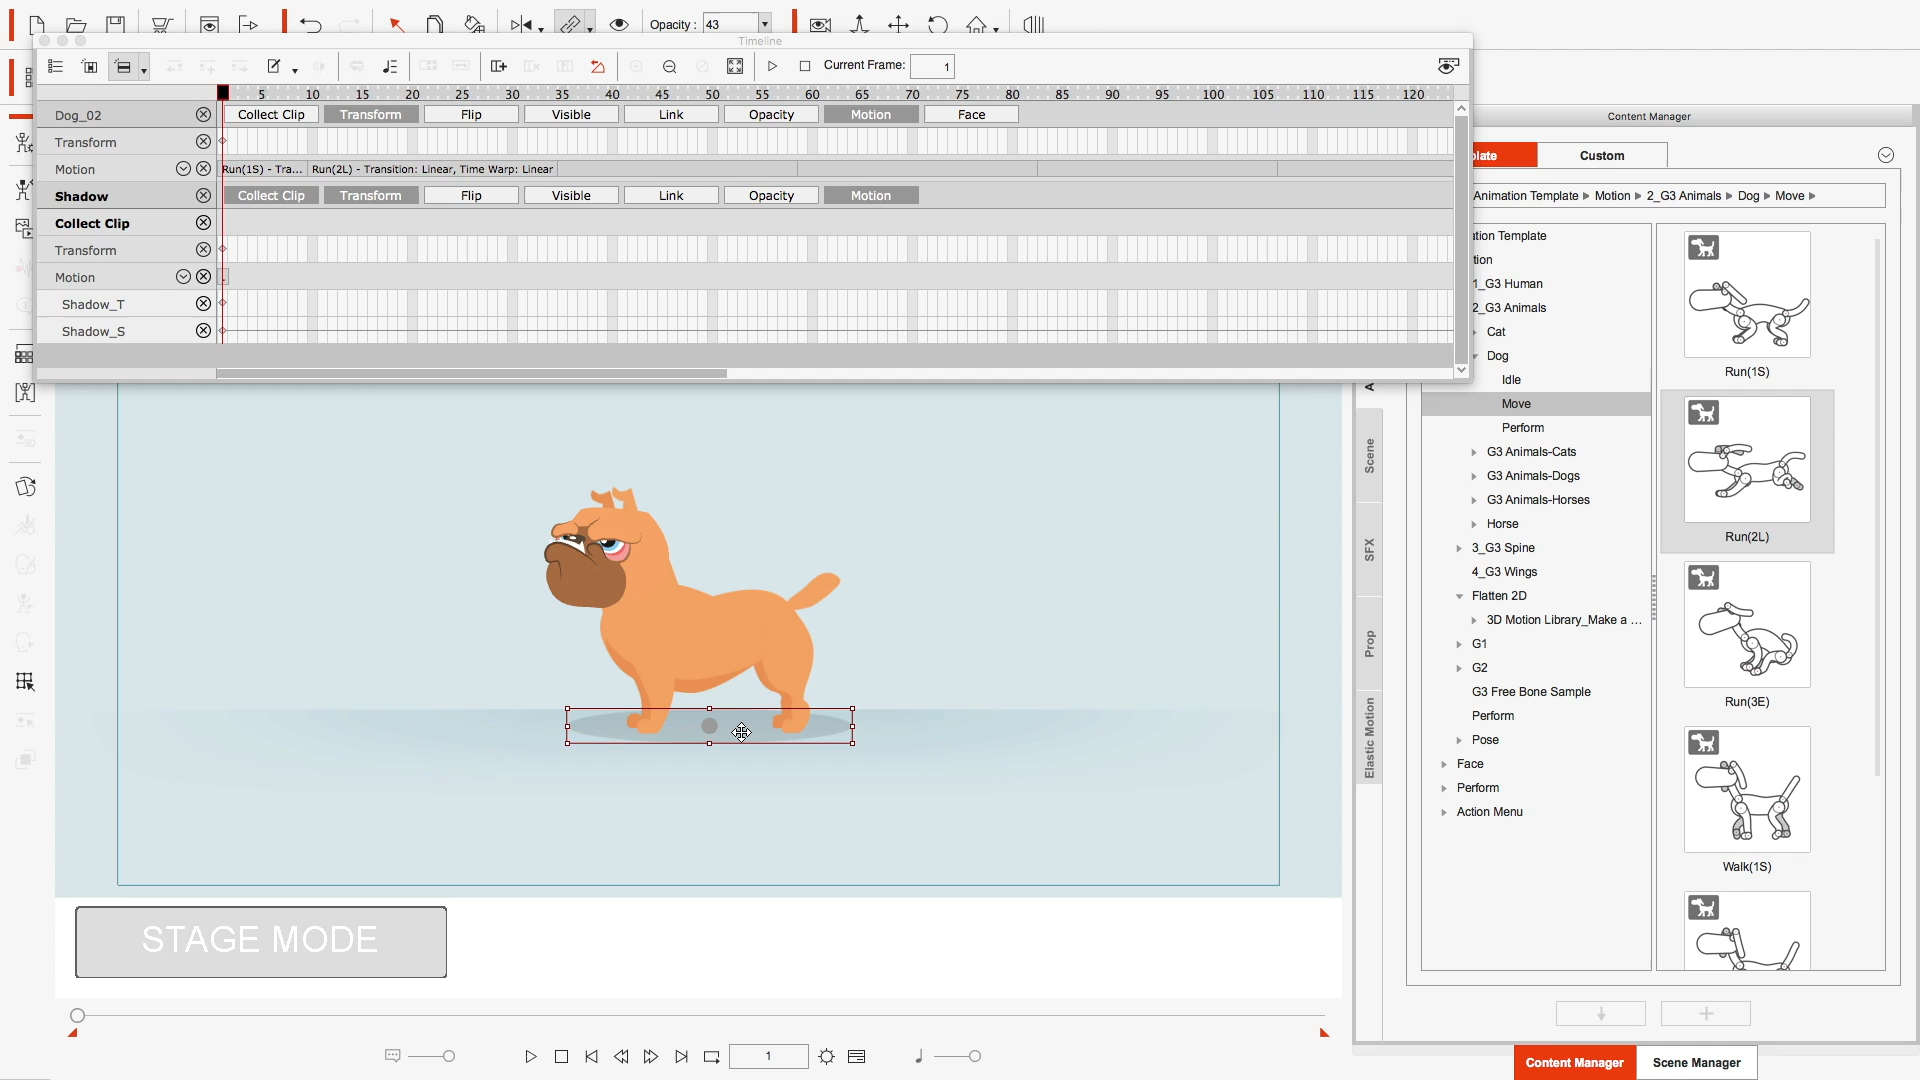 Opacity : 43
Timeline
Current Frame: 1
5 10 15 20 25 30 35 40 45 50 55 60 65 70 75 80 85 90 95 100 105 110 115 120
Dog_02 Collect Clip Transform Flip Visible Link Opacity Motion Face
Transform
Motion Run(1S) - Tra... Run(2L) - Transition: Linear, Time Warp: Linear
Shadow Collect Clip Transform Flip Visible Link Opacity Motion
Collect Clip
Transform
Motion
Shadow_T
Shadow_S
STAGE MODE
1
Content Manager
plate Custom
Animation Template Motion 2_G3 Animals Dog Move
tion Template
tion
1_G3 Human
2_G3 Animals
Cat
Dog
Idle
Move
Perform
G3 Animals-Cats
G3 Animals-Dogs
G3 Animals-Horses
Horse
3_G3 Spine
4_G3 Wings
Flatten 2D
3D Motion Library_Make a ...
G1
G2
G3 Free Bone Sample
Perform
Pose
Face
Perform
Action Menu
Run(1S)
Run(2L)
Run(3E)
Walk(1S)
Scene
SFX
Prop
Elastic Motion
Content Manager Scene Manager